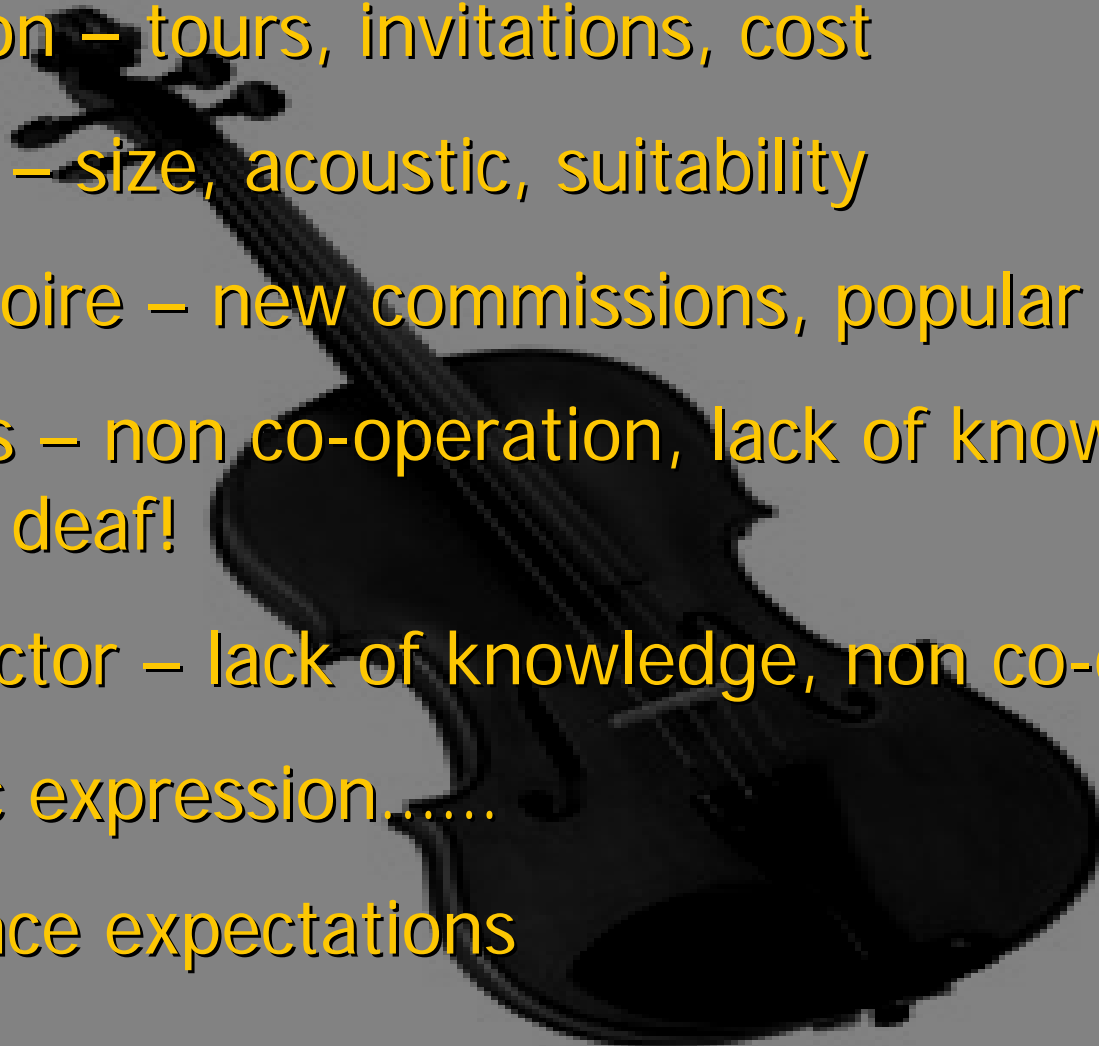 on – tours, invitations, cost
– size, acoustic, suitability
oire – new commissions, popular
s – non co-operation, lack of know
deaf!
ctor – lack of knowledge, non co-
c expression......
nce expectations